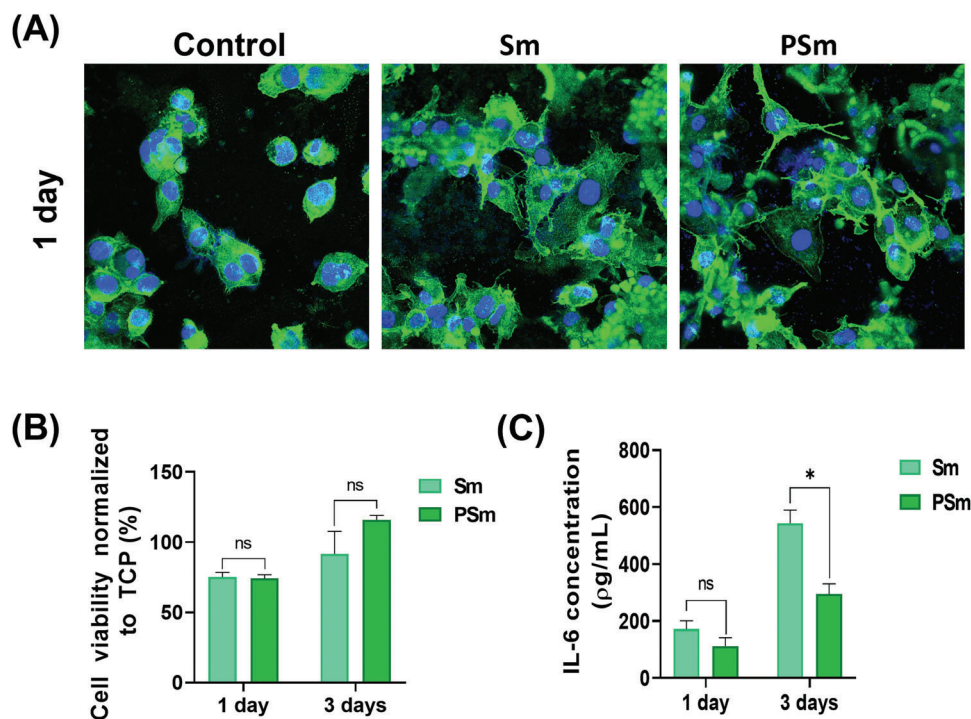 (A)
Control
Sm
PSm
1 day
(B)
Cell viability normalized
to TCP (%)
150
100
50
0
ns
ns
1 day
3 days
Sm
PSm
(C)
IL-6 concentration
(ρg/mL)
800
600
400
200
0
ns
*
1 day
3 days
Sm
PSm